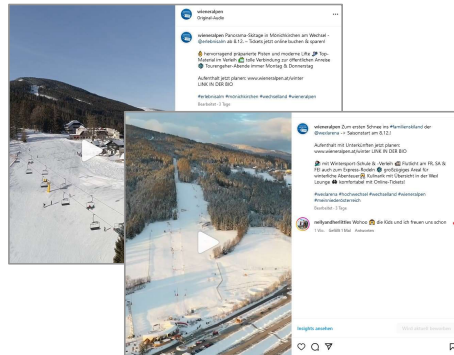 wieneralpen
Original-Audio
wieneralpen Panorama-Skitage in Mönichkirchen am Wechsel -
@erlebnisalm ab 8.12. – Tickets jetzt online buchen & sparen!
hervorragend präparierte Pisten und moderne Lifte Top-
Material im Verleih tolle Verbindung zur öffentlichen Anreise
Tourengeher-Abende immer Montag & Donnerstag
Aufenthalt jetzt planen: www.wieneralpen.at/winter
LINK IN DER BIO
#erlebnisalm #mönichkirchen #wechselland #wieneralpen
Bearbeitet · 3 Tage
wieneralpen Zum ersten Schnee ins #familienskiland der
@wexlarena -> Saisonstart am 8.12.!
Aufenthalt mit Unterkünften jetzt planen:
www.wieneralpen.at/winter LINK IN DER BIO
mit Wintersport-Schule & -Verleih Flutlicht am FR, SA &
FEI auch zum Express-Rodeln großzügiges Areal für
winterliche Abenteuer Kulinarik mit Übersicht in der Weil
Lounge komfortabel mit Online-Tickets!
#wexlarena #hochwechsel #wechselland #wieneralpen
#meinniederösterreich
Bearbeitet · 3 Tage
Wohoo die Kids und ich freuen uns schon
1 Wo. Gefällt 1 Mal Antworten
Insights ansehen